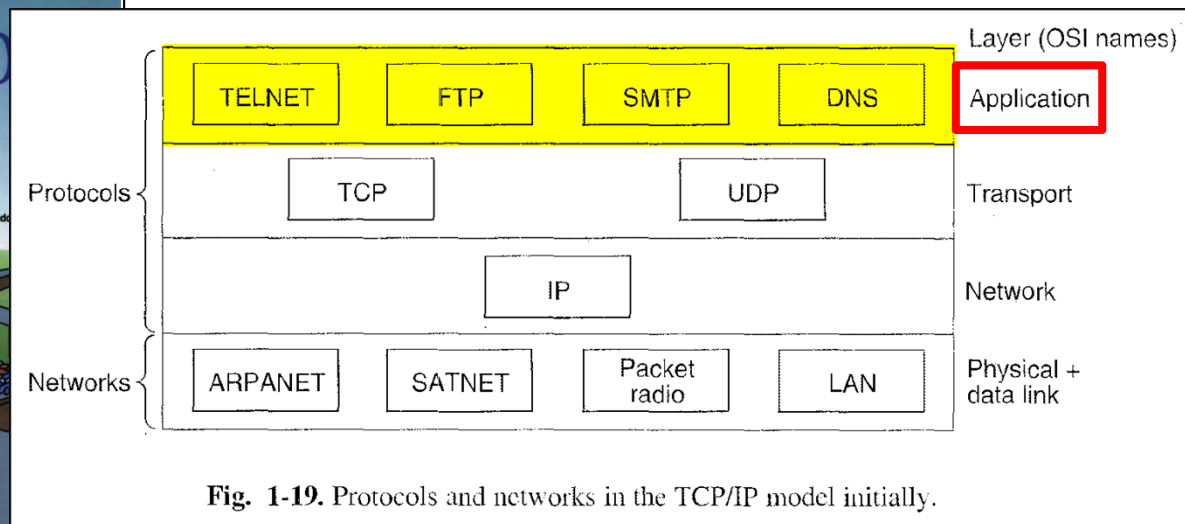 Layer (OSI names)
TELNET FTP SMTP DNS Application
Protocols TCP UDP Transport
IP Network
Networks ARPANET SATNET Packet radio LAN Physical + data link
Fig. 1-19. Protocols and networks in the TCP/IP model initially.